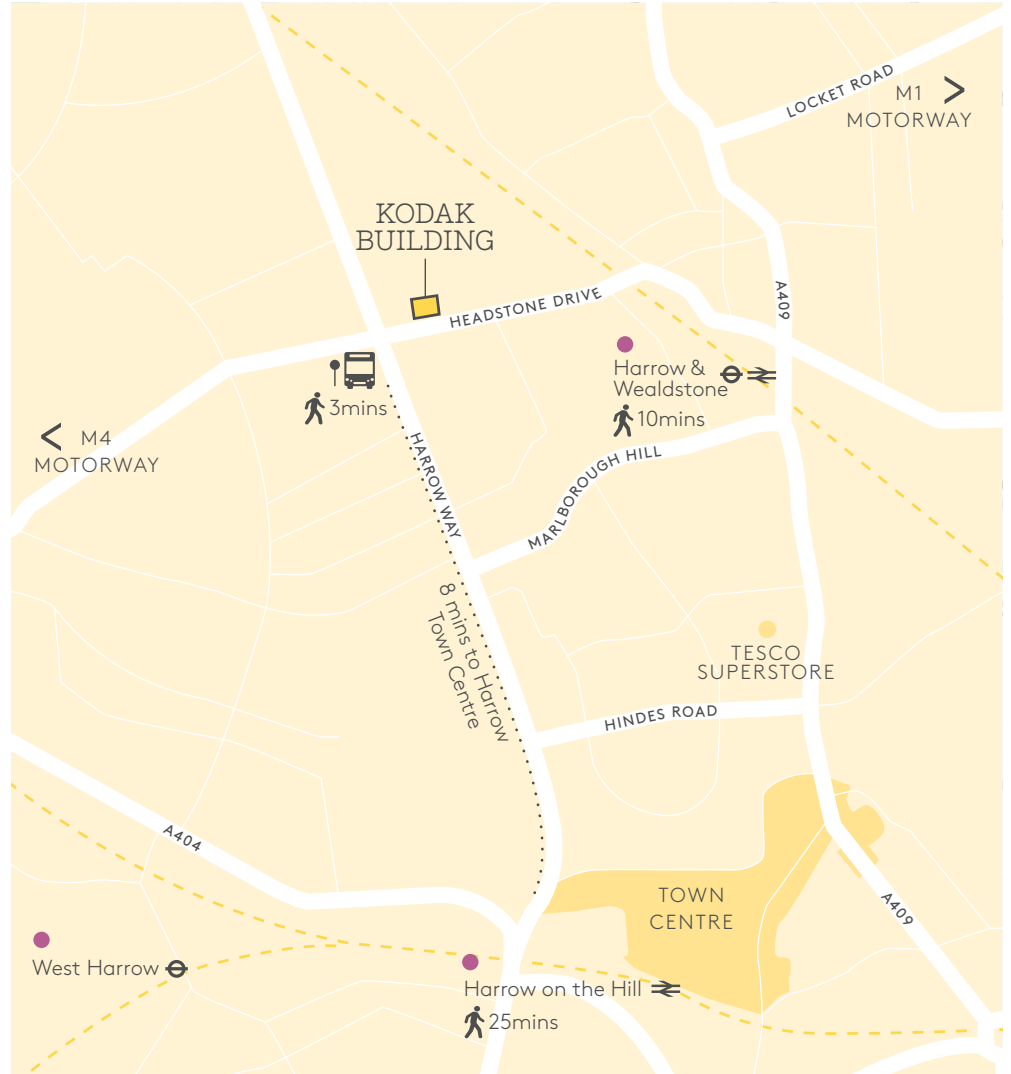 LOCKET ROAD
M1 >
MOTORWAY
KODAK
BUILDING
HEADSTONE DRIVE
A409
Harrow &
Wealdstone
10mins
3mins
< M4
MOTORWAY
HARROW WAY
MARLBOROUGH HILL
8 mins to Harrow
Town Centre
TESCO
SUPERSTORE
HINDES ROAD
A404
TOWN
CENTRE
A409
West Harrow
Harrow on the Hill
25mins